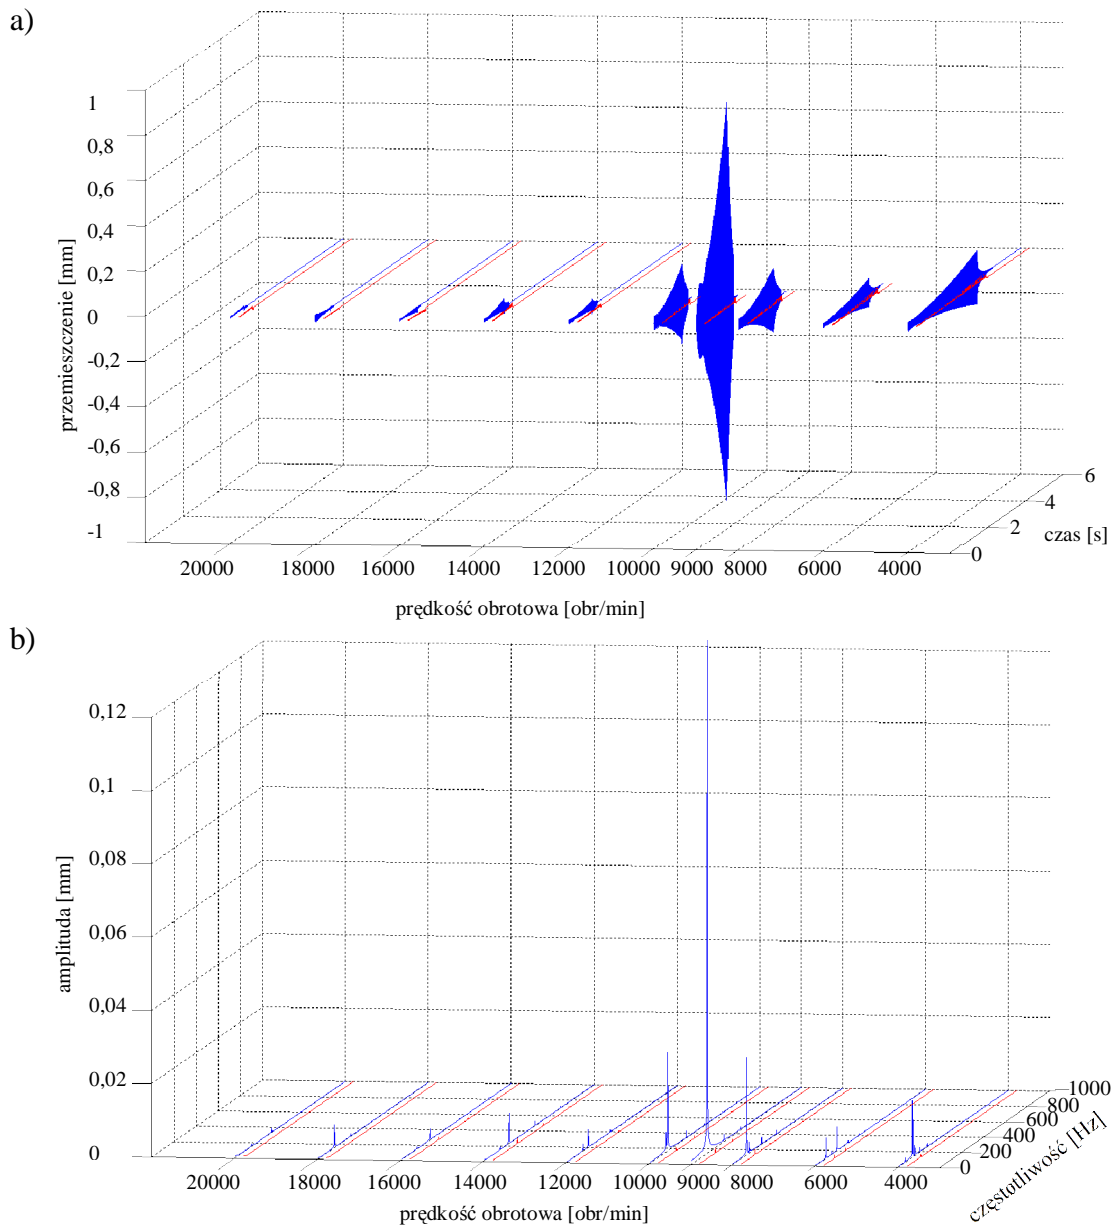 a)
1
0,8
0,6
0,4
0,2
0
-0,2
-0,4
-0,6
-0,8
-1
przemieszczenie [mm]
20000 18000 16000 14000 12000 10000 9000 8000 6000 4000
prędkość obrotowa [obr/min]
0 2 4 6
czas [s]
b)
0,12
0,1
0,08
0,06
0,04
0,02
0
amplituda [mm]
20000 18000 16000 14000 12000 10000 9000 8000 6000 4000
prędkość obrotowa [obr/min]
0 200 400 600 800 1000
częstotliwość [Hz]